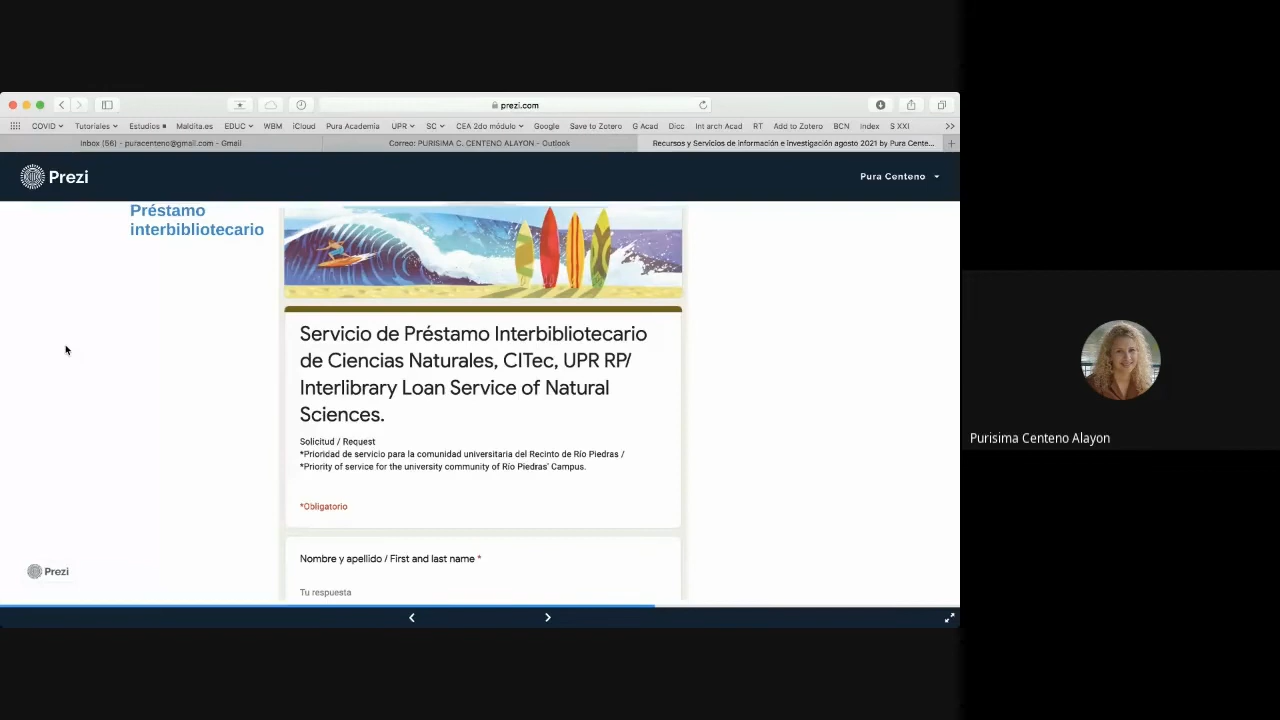 prezi.com
COVID Tutoriales Estudios Maldita.es EDUC WBM iCloud Pura Academia UPR SC CEA 2do módulo Google Save to Zotero G Acad Dicc Int arch Acad RT Add to Zotero BCN Index S XXI
Inbox (56) - puracenteno@gmail.com - Gmail
Correo: PURISIMA C. CENTENO ALAYON - Outlook
Recursos y Servicios de información e investigación agosto 2021 by Pura Cente...
Prezi
Pura Centeno
Préstamo
interbibliotecario
Servicio de Préstamo Interbibliotecario
de Ciencias Naturales, CITec, UPR RP/
Interlibrary Loan Service of Natural
Sciences.
Solicitud / Request
*Prioridad de servicio para la comunidad universitaria del Recinto de Río Piedras /
*Priority of service for the university community of Río Piedras' Campus.
*Obligatorio
Nombre y apellido / First and last name *
Tu respuesta
Prezi
Purisima Centeno Alayon